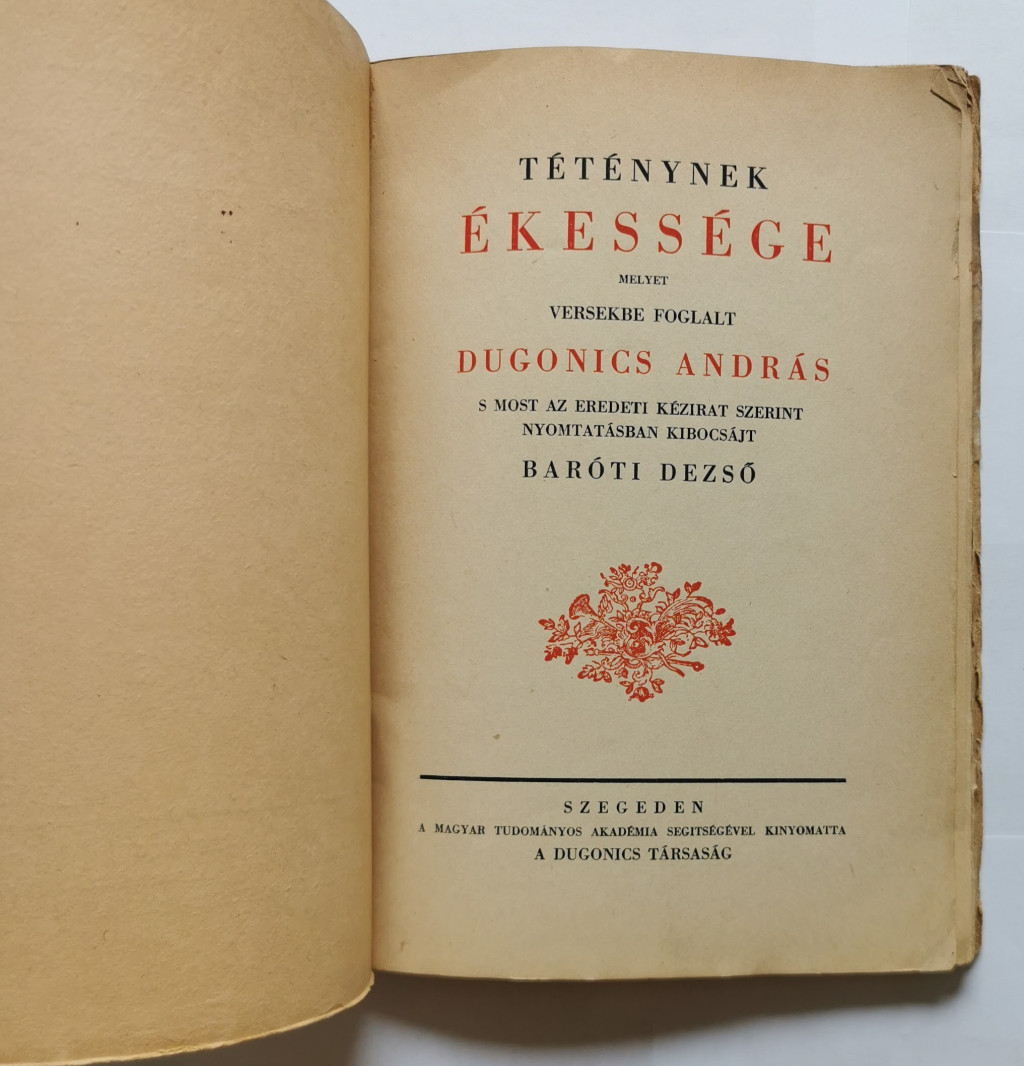 TÉTÉNYNEK
ÉKESSÉGE
MELYET
VERSEKBE FOGLALT
DUGONICS ANDRÁS
S MOST AZ EREDETI KÉZIRAT SZERINT
NYOMTATÁSBAN KIBOCSÁJT
BARÓTI DEZSŐ
SZEGEDEN
A MAGYAR TUDOMÁNYOS AKADÉMIA SEGITSÉGÉVEL KINYOMATTA
A DUGONICS TÁRSASÁG